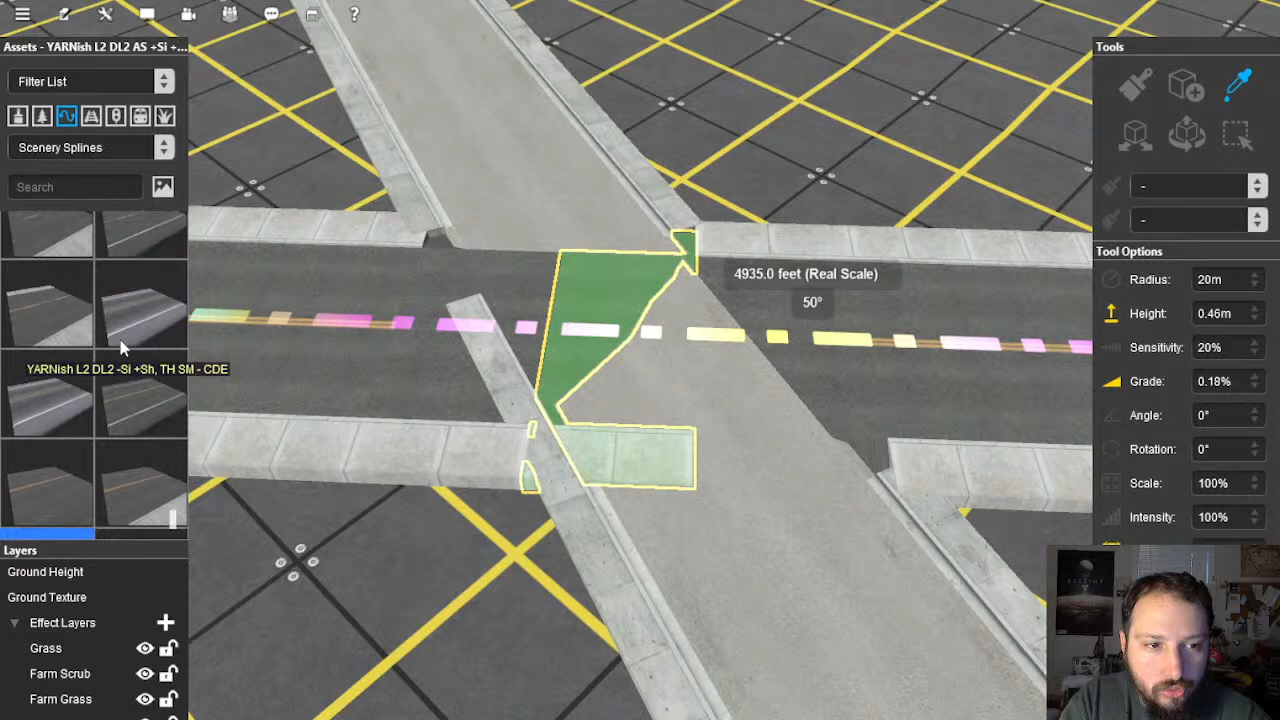 ?
Assets - YARNish L2 DL2 AS +Si +...
Filter List
Scenery Splines
Search
YARNish L2 DL2 -Si +Sh, TH SM - CDE
Layers
Ground Height
Ground Texture
Effect Layers
Grass
Farm Scrub
Farm Grass
4935.0 feet (Real Scale)
50°
Tools
-
-
Tool Options
Radius: 20m
Height: 0.46m
Sensitivity: 20%
Grade: 0.18%
Angle: 0°
Rotation: 0°
Scale: 100%
Intensity: 100%